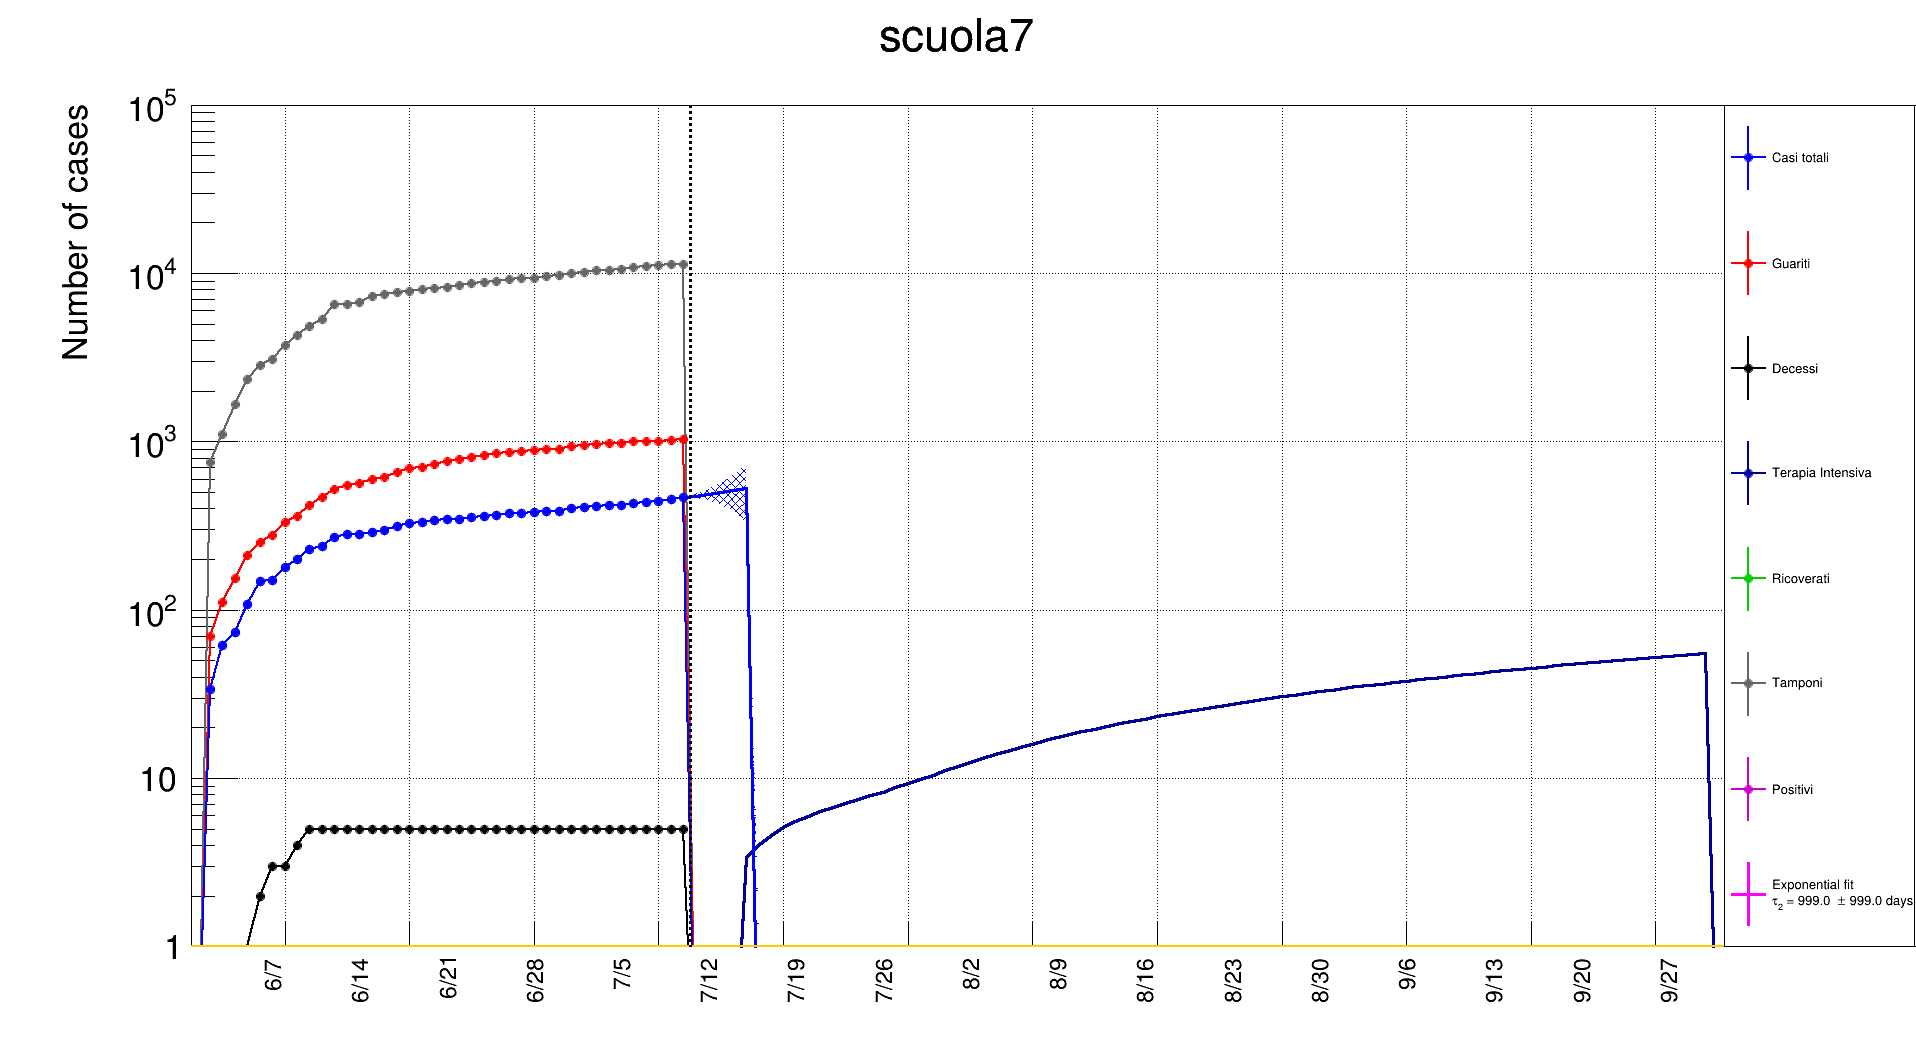 scuola7
Number of cases
10^5
10^4
10^3
10^2
10
1
6/7
6/14
6/21
6/28
7/5
7/12
7/19
7/26
8/2
8/9
8/16
8/23
8/30
9/6
9/13
9/20
9/27
Casi totali
Guariti
Decessi
Terapia Intensiva
Ricoverati
Tamponi
Positivi
Exponential fit
τ_2 = 999.0 ± 999.0 days